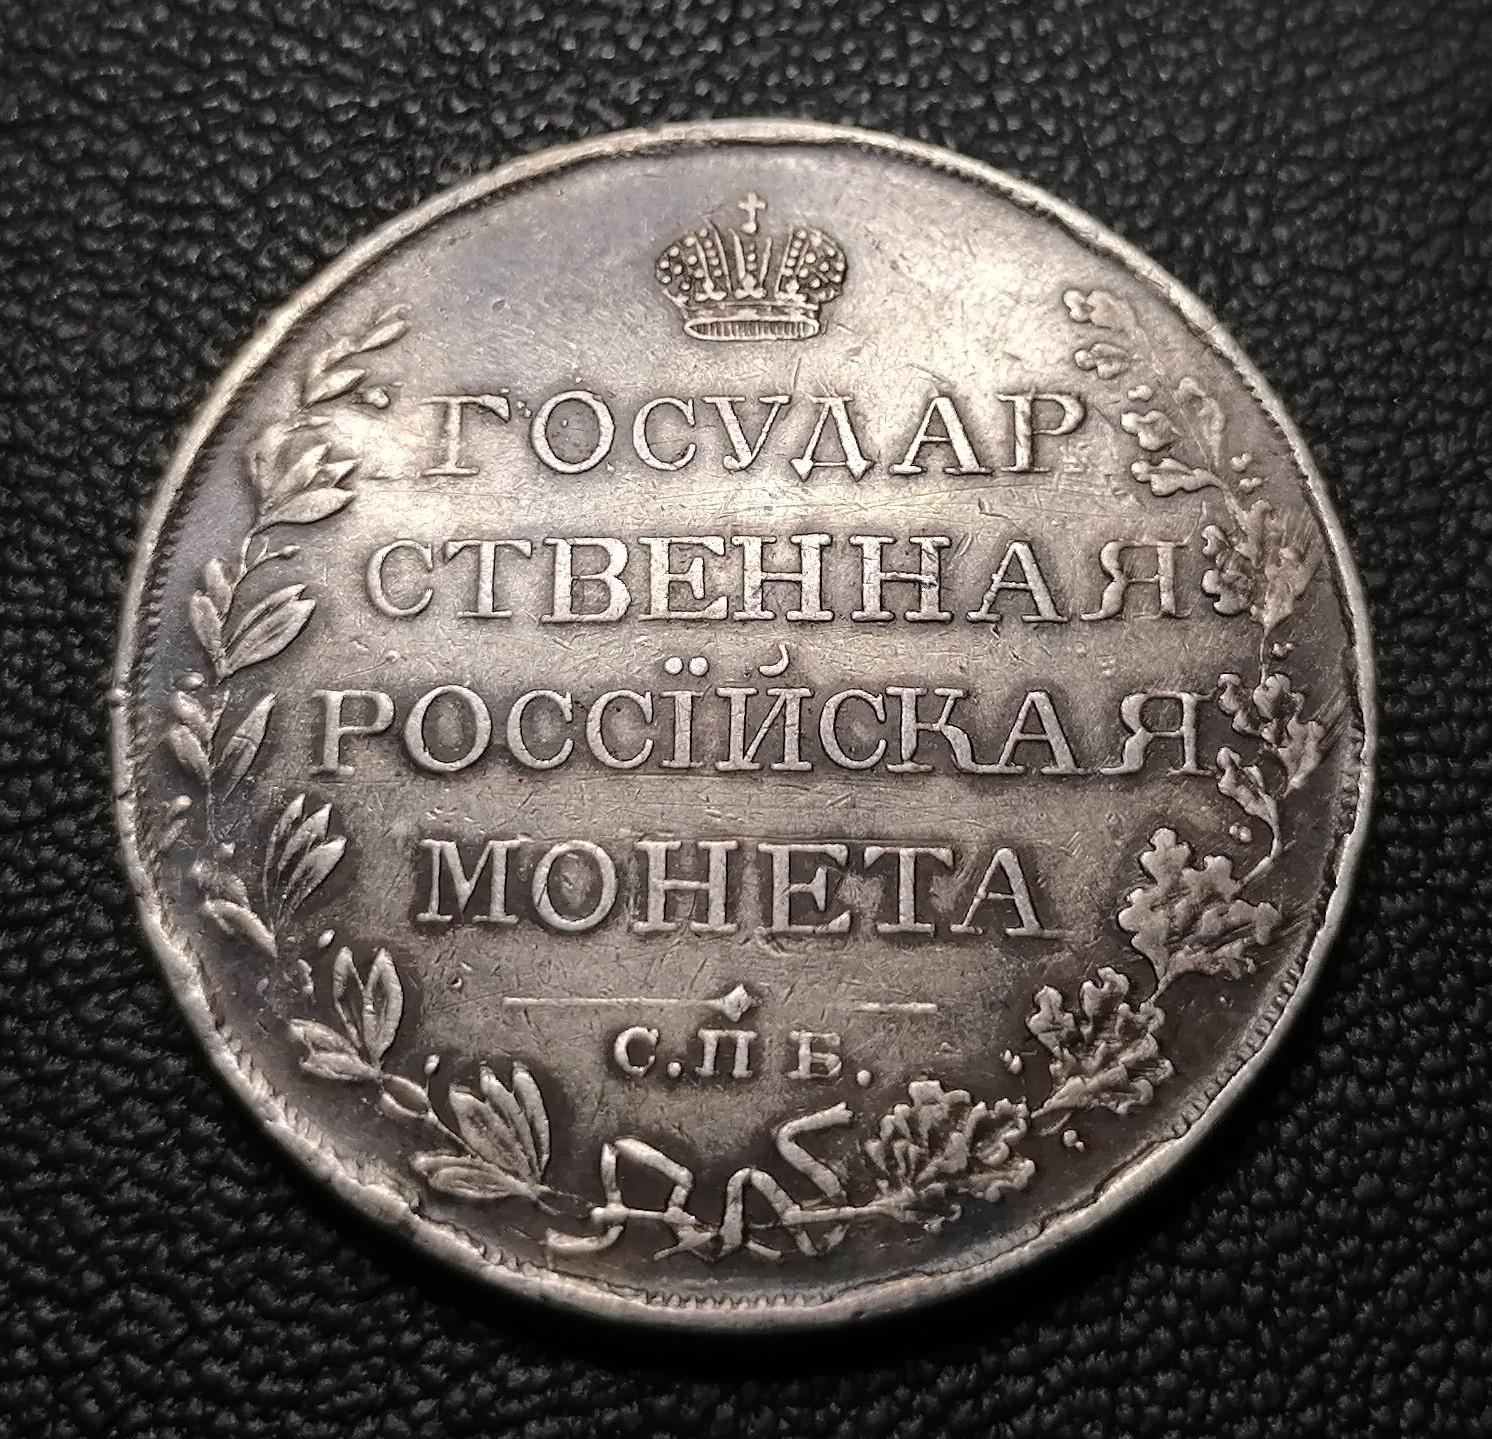 ГОСУДАР
СТВЕННАЯ
РОССІЙСКАЯ
МОНЕТА
С.П Б.